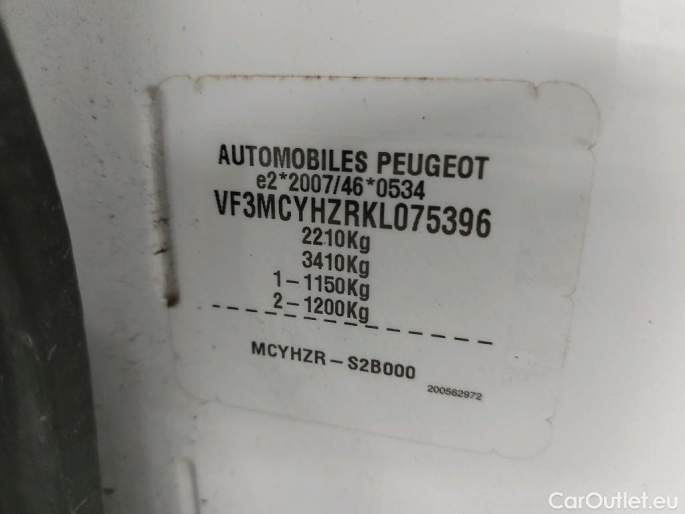 AUTOMOBILES PEUGEOT
e2*2007/46*0534
VF3MCYHZRKL075396
2210Kg
3410Kg
1-1150Kg
2-1200Kg
MCYHZR-S2B000
200562972
CarOutlet.eu